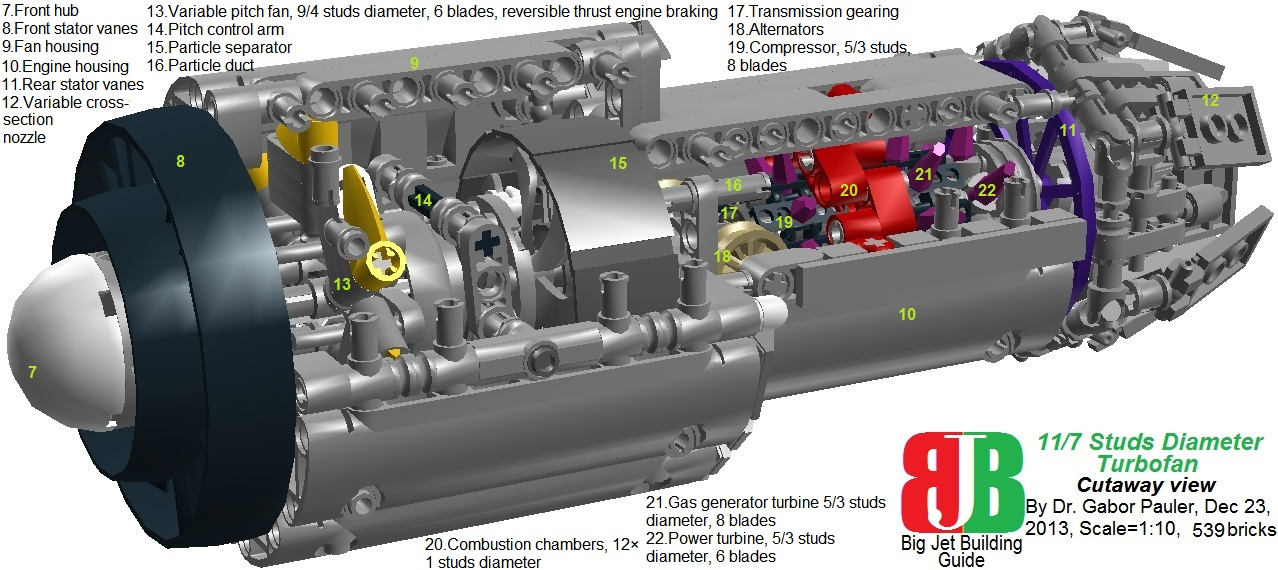 7.Front hub
8.Front stator vanes
9.Fan housing
10.Engine housing
11.Rear stator vanes
12.Variable cross-
section
nozzle
13.Variable pitch fan, 9/4 studs diameter, 6 blades, reversible thrust engine braking
14.Pitch control arm
15.Particle separator
16.Particle duct
17.Transmission gearing
18.Alternators
19.Compressor, 5/3 studs,
8 blades
9
12
8
15
11
14
16
20
21
22
17
19
18
13
10
7
20.Combustion chambers, 12×
1 studs diameter
21.Gas generator turbine 5/3 studs
diameter, 8 blades
22.Power turbine, 5/3 studs
diameter, 6 blades
BJB
Big Jet Building
Guide
11/7 Studs Diameter
Turbofan
Cutaway view
By Dr. Gabor Pauler, Dec 23,
2013, Scale=1:10, 539bricks